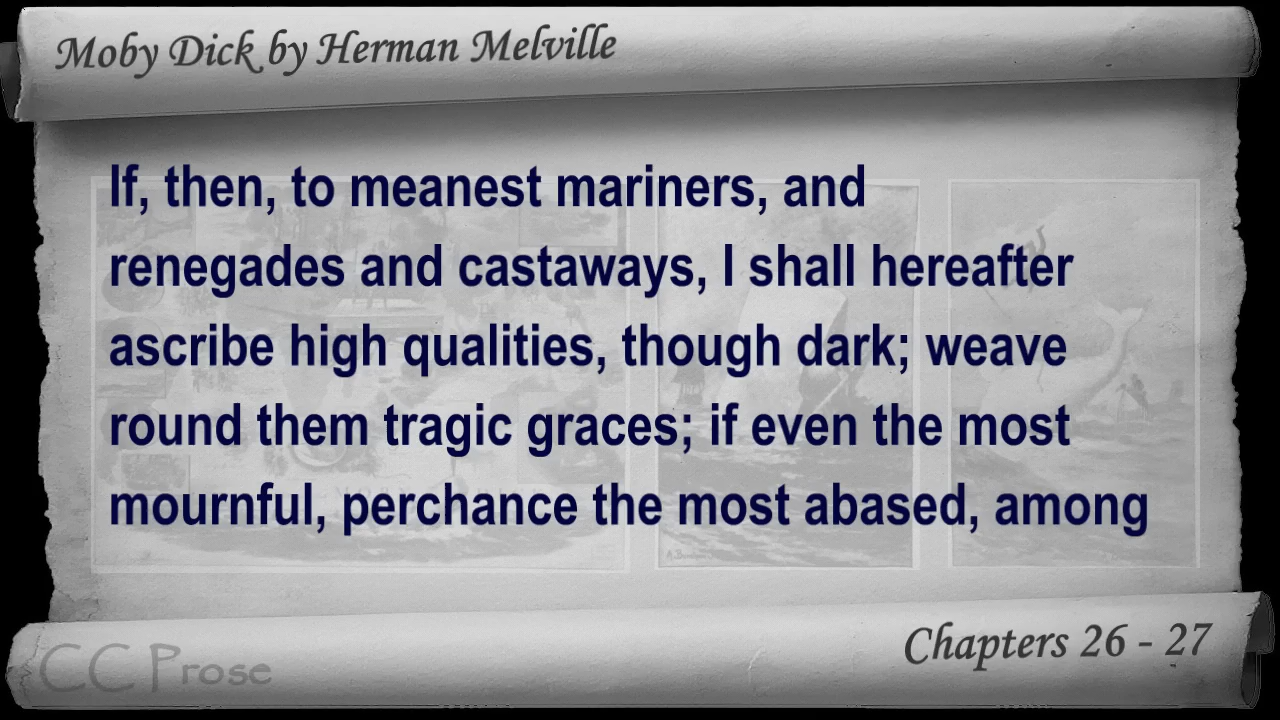 Moby Dick by Herman Melville
If, then, to meanest mariners, and
renegades and castaways, I shall hereafter
ascribe high qualities, though dark; weave
round them tragic graces; if even the most
mournful, perchance the most abased, among
Chapters 26 - 27
CC Prose